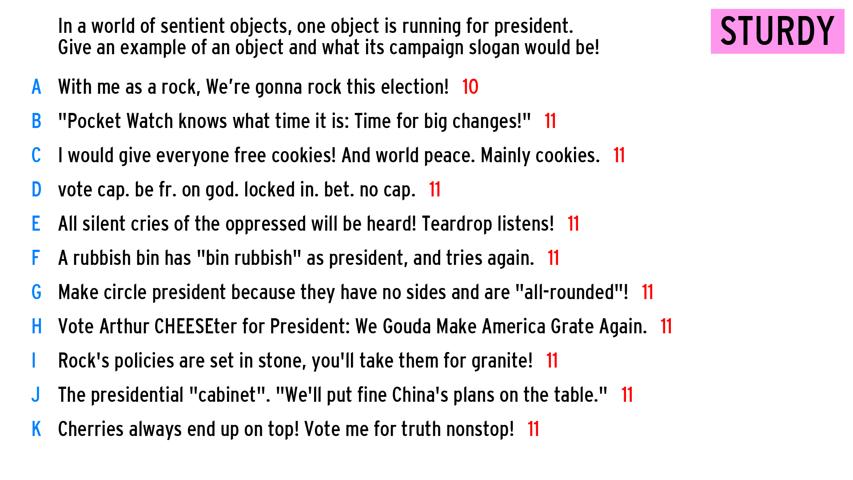 In a world of sentient objects, one object is running for president.
Give an example of an object and what its campaign slogan would be!
STURDY
A With me as a rock, We’re gonna rock this election! 10
B "Pocket Watch knows what time it is: Time for big changes!" 11
C I would give everyone free cookies! And world peace. Mainly cookies. 11
D vote cap. be fr. on god. locked in. bet. no cap. 11
E All silent cries of the oppressed will be heard! Teardrop listens! 11
F A rubbish bin has "bin rubbish" as president, and tries again. 11
G Make circle president because they have no sides and are "all-rounded"! 11
H Vote Arthur CHEESEter for President: We Gouda Make America Grate Again. 11
I Rock's policies are set in stone, you'll take them for granite! 11
J The presidential "cabinet". "We'll put fine China's plans on the table." 11
K Cherries always end up on top! Vote me for truth nonstop! 11